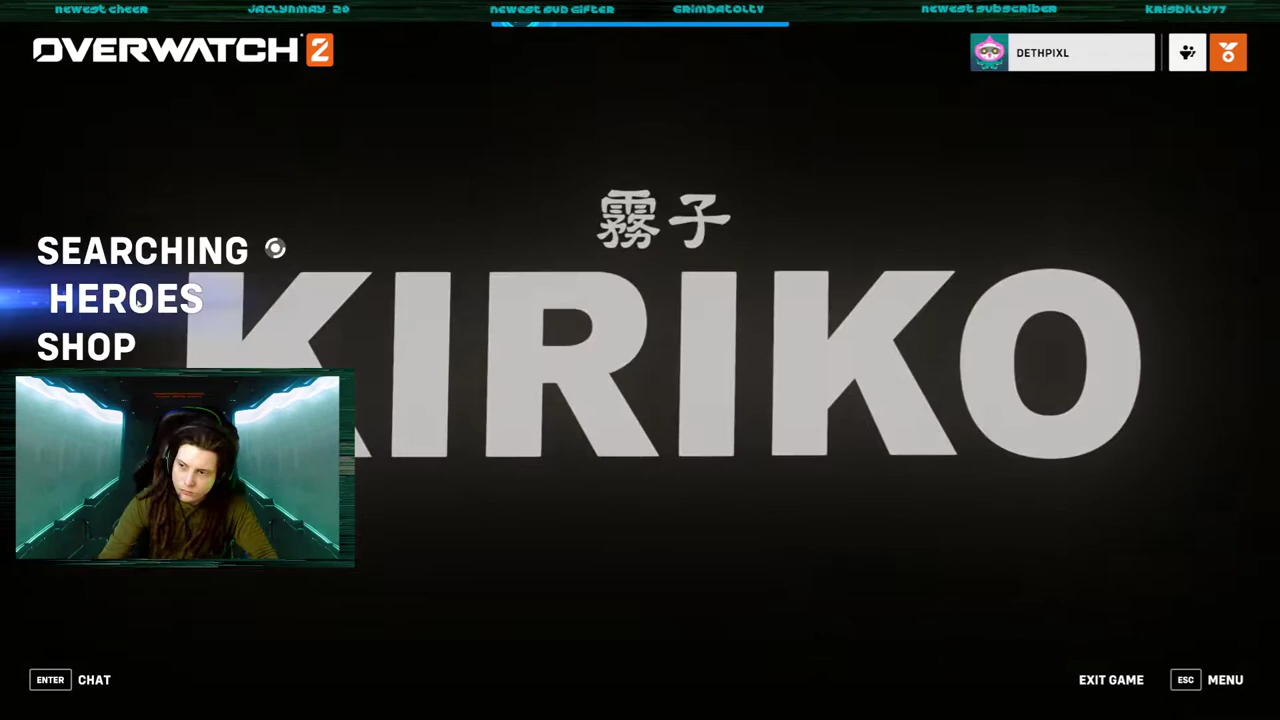 newest cheer JACLYNMAY_20 newest sub gifter GrimBatoLTV newest subscriber KrisBilly77
OVERWATCH 2
DETHPIXL
霧子
KIRIKO
SEARCHING
HEROES
SHOP
ENTER CHAT
EXIT GAME ESC MENU